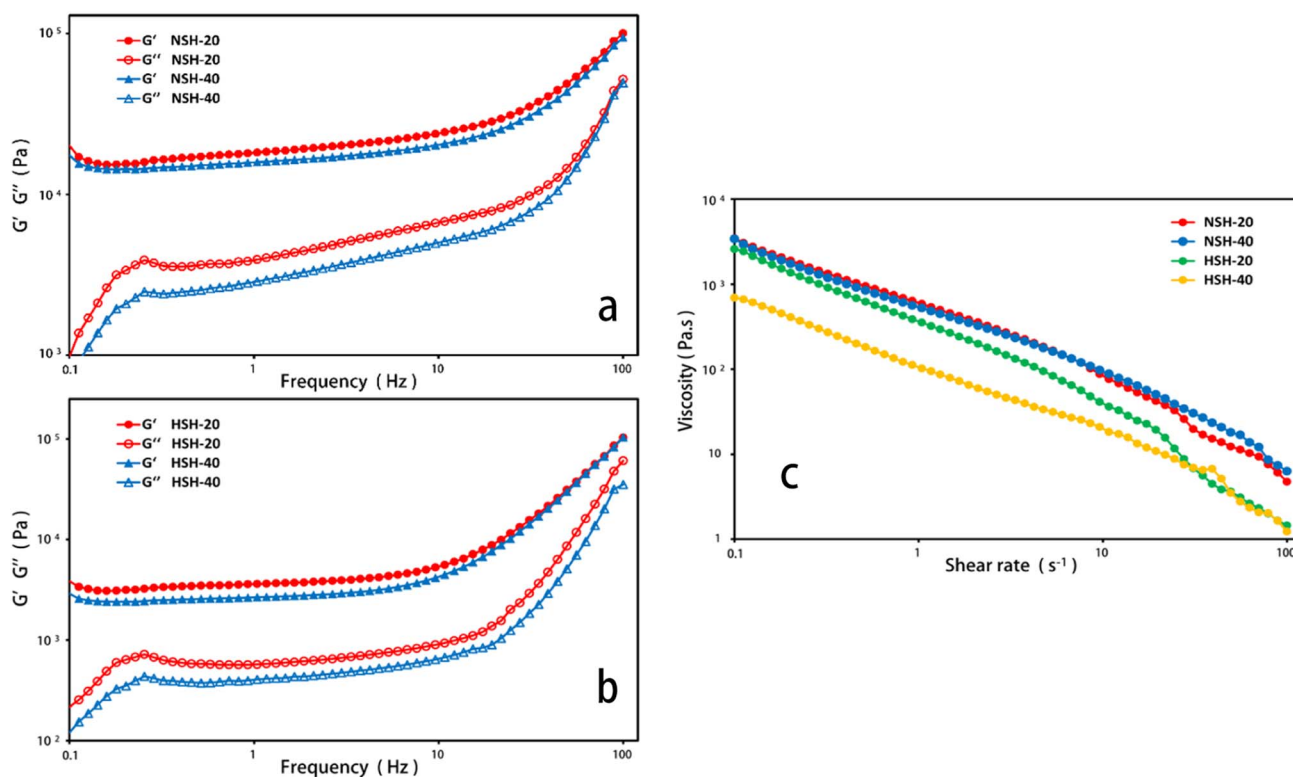 10⁵
G′ NSH-20
G″ NSH-20
G′ NSH-40
G″ NSH-40
G′ G″ (Pa)
10⁴
a
10³
0.1 1 10 100
Frequency (Hz)
10⁵
G′ HSH-20
G″ HSH-20
G′ HSH-40
G″ HSH-40
10⁴
G′ G″ (Pa)
10³
b
10²
0.1 1 10 100
Frequency (Hz)
10⁴
NSH-20
NSH-40
HSH-20
HSH-40
10³
Viscosity (Pa.s)
10²
10
c
1
0.1 1 10 100
Shear rate (s⁻¹)